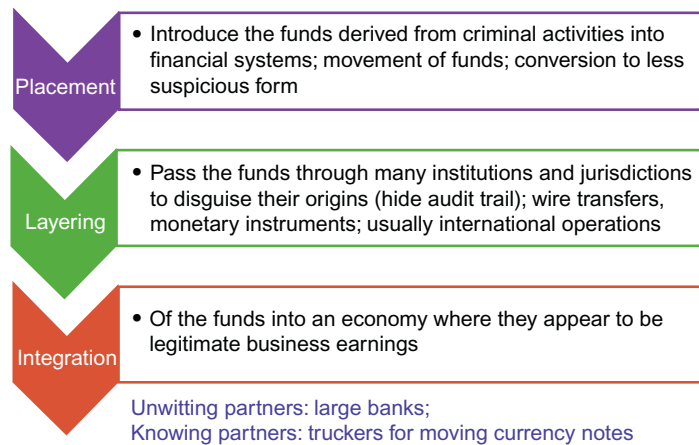 Placement
• Introduce the funds derived from criminal activities into
financial systems; movement of funds; conversion to less
suspicious form
Layering
• Pass the funds through many institutions and jurisdictions
to disguise their origins (hide audit trail); wire transfers,
monetary instruments; usually international operations
Integration
• Of the funds into an economy where they appear to be
legitimate business earnings
Unwitting partners: large banks;
Knowing partners: truckers for moving currency notes